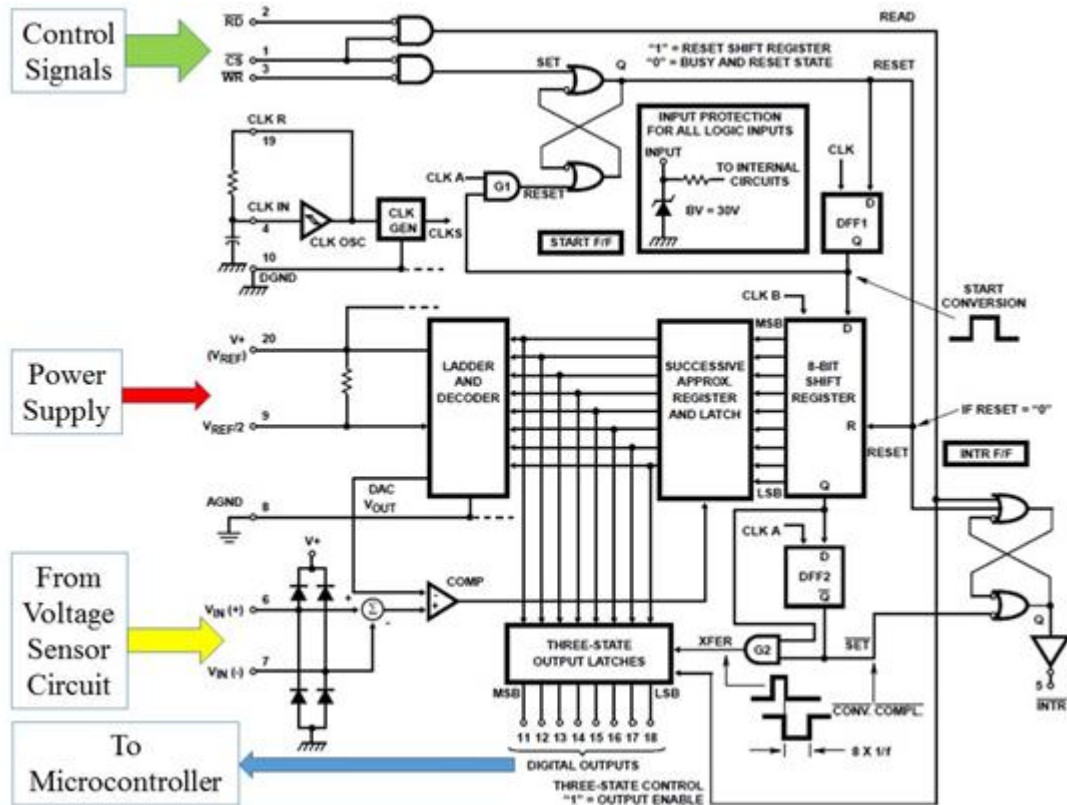 Control
Signals
RD
2
CS
1
WR
3
READ
SET
Q
"1" = RESET SHIFT REGISTER
"0" = BUSY AND RESET STATE
RESET
CLK R
19
CLK IN
4
CLK OSC
CLK
GEN
CLKS
10
DGND
CLK A
G1
RESET
START F/F
INPUT PROTECTION
FOR ALL LOGIC INPUTS
INPUT
TO INTERNAL
CIRCUITS
BV = 30V
CLK
D
DFF1
Q
START
CONVERSION
Power
Supply
V+
(VREF)
20
VREF/2
9
AGND
8
LADDER
AND
DECODER
DAC
VOUT
SUCCESSIVE
APPROX.
REGISTER
AND LATCH
CLK B
MSB
D
8-BIT
SHIFT
REGISTER
R
RESET
Q
LSB
IF RESET = "0"
INTR F/F
From
Voltage
Sensor
Circuit
V+
VIN (+)
6
VIN (-)
7
+
Σ
-
-
+
COMP
CLK A
D
DFF2
Q
G2
XFER
SET
Q
5
INTR
CONV. COMPL.
8 X 1/f
THREE-STATE
OUTPUT LATCHES
MSB
LSB
11 12 13 14 15 16 17 18
DIGITAL OUTPUTS
THREE-STATE CONTROL
"1" = OUTPUT ENABLE
To
Microcontroller